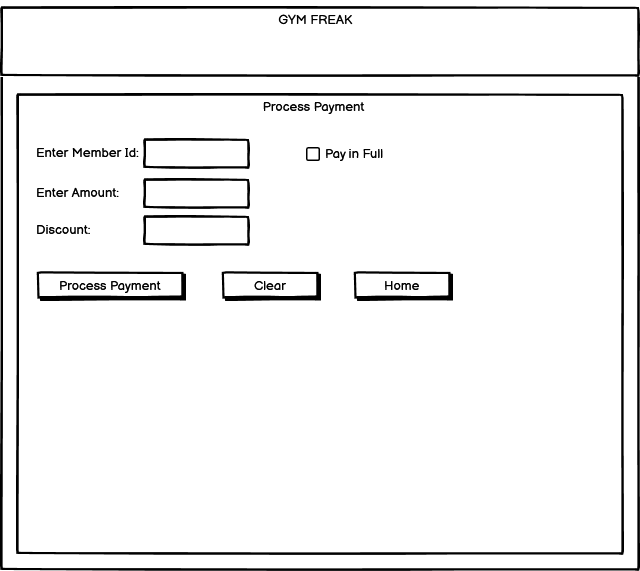 GYM FREAK
Process Payment
Enter Member Id:
Pay in Full
Enter Amount:
Discount:
Process Payment
Clear
Home